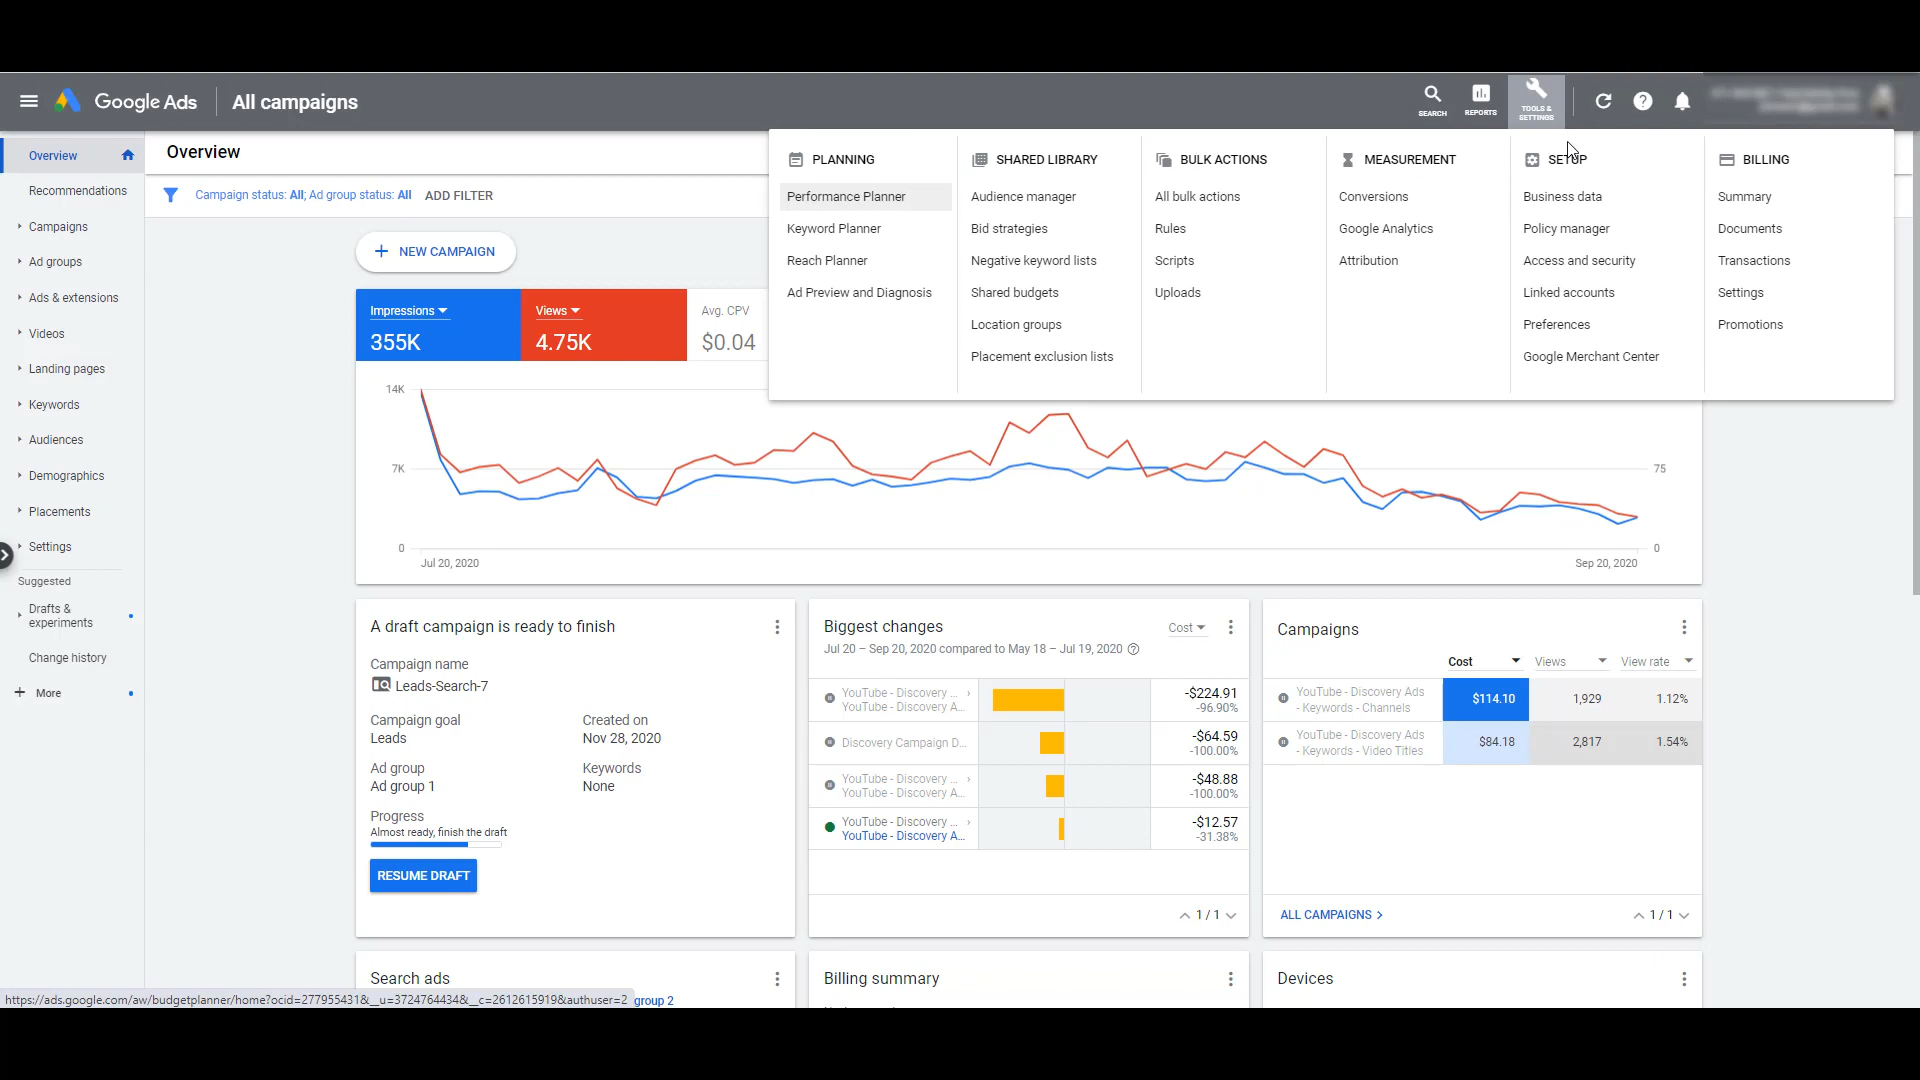 Google Ads
All campaigns
SEARCH
REPORTS
TOOLS &
SETTINGS
Overview
Recommendations
Campaigns
Ad groups
Ads & extensions
Videos
Landing pages
Keywords
Audiences
Demographics
Placements
Settings
Suggested
Drafts &
experiments
Change history
More
Overview
Campaign status: All; Ad group status: All
ADD FILTER
PLANNING
Performance Planner
Keyword Planner
Reach Planner
Ad Preview and Diagnosis
SHARED LIBRARY
Audience manager
Bid strategies
Negative keyword lists
Shared budgets
Location groups
Placement exclusion lists
BULK ACTIONS
All bulk actions
Rules
Scripts
Uploads
MEASUREMENT
Conversions
Google Analytics
Attribution
SETUP
Business data
Policy manager
Access and security
Linked accounts
Preferences
Google Merchant Center
BILLING
Summary
Documents
Transactions
Settings
Promotions
NEW CAMPAIGN
Impressions
355K
Views
4.75K
Avg. CPV
$0.04
14K
7K
0
75
0
Jul 20, 2020
Sep 20, 2020
A draft campaign is ready to finish
Campaign name
Leads-Search-7
Campaign goal
Leads
Created on
Nov 28, 2020
Ad group
Ad group 1
Keywords
None
Progress
Almost ready, finish the draft
RESUME DRAFT
Biggest changes
Cost
Jul 20 – Sep 20, 2020 compared to May 18 – Jul 19, 2020
YouTube - Discovery ...
YouTube - Discovery A...
-$224.91
-96.90%
Discovery Campaign D...
-$64.59
-100.00%
YouTube - Discovery ...
YouTube - Discovery A...
-$48.88
-100.00%
YouTube - Discovery ...
YouTube - Discovery A...
-$12.57
-31.38%
1 / 1
Campaigns
Cost
Views
View rate
YouTube - Discovery Ads
- Keywords - Channels
$114.10
1,929
1.12%
YouTube - Discovery Ads
- Keywords - Video Titles
$84.18
2,817
1.54%
ALL CAMPAIGNS
1 / 1
Search ads
group 2
Billing summary
Devices
https://ads.google.com/aw/budgetplanner/home?ocid=277955431&__u=3724764434&__c=2612615919&authuser=2